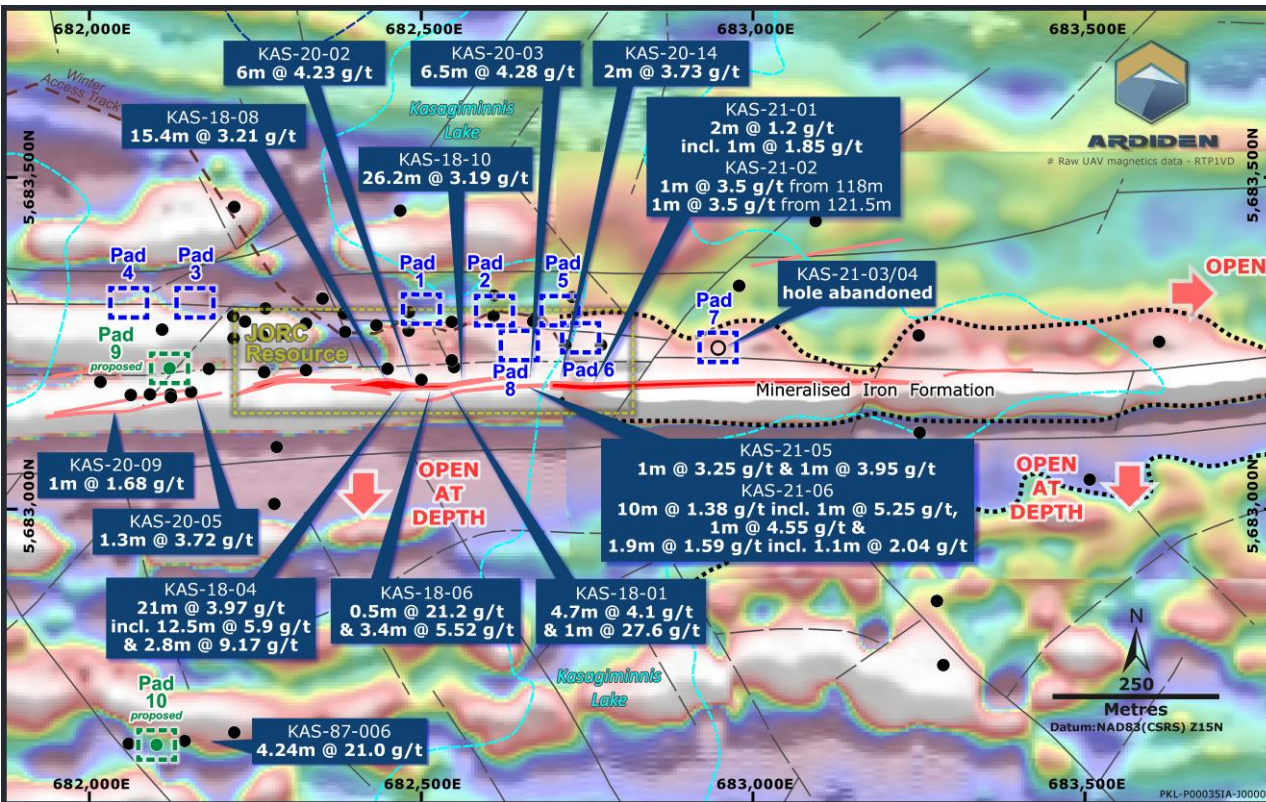 682,000E
682,500E
683,000E
683,500E
KAS-20-02
6m @ 4.23 g/t
KAS-20-03
6.5m @ 4.28 g/t
KAS-20-14
2m @ 3.73 g/t
Winter
Access Track
Kasagiminnis
Lake
KAS-18-08
15.4m @ 3.21 g/t
KAS-18-10
26.2m @ 3.19 g/t
KAS-21-01
2m @ 1.2 g/t
incl. 1m @ 1.85 g/t
KAS-21-02
1m @ 3.5 g/t from 118m
1m @ 3.5 g/t from 121.5m
ARDIDEN
# Raw UAV magnetics data - RTP1VD
5,683,500N
5,683,500N
Pad
4
Pad
3
Pad
1
Pad
2
Pad
5
Pad
7
KAS-21-03/04
hole abandoned
OPEN
Pad
9
proposed
JORC
Resource
Pad
8
Pad 6
Mineralised Iron Formation
KAS-20-09
1m @ 1.68 g/t
KAS-20-05
1.3m @ 3.72 g/t
OPEN
AT
DEPTH
KAS-21-05
1m @ 3.25 g/t & 1m @ 3.95 g/t
KAS-21-06
10m @ 1.38 g/t incl. 1m @ 5.25 g/t,
1m @ 4.55 g/t &
1.9m @ 1.59 g/t incl. 1.1m @ 2.04 g/t
OPEN
AT
DEPTH
5,683,000N
5,683,000N
KAS-18-04
21m @ 3.97 g/t
incl. 12.5m @ 5.9 g/t
& 2.8m @ 9.17 g/t
KAS-18-06
0.5m @ 21.2 g/t
& 3.4m @ 5.52 g/t
KAS-18-01
4.7m @ 4.1 g/t
& 1m @ 27.6 g/t
Pad
10
proposed
KAS-87-006
4.24m @ 21.0 g/t
Kasagiminnis
Lake
N
250
Metres
Datum:NAD83(CSRS) Z15N
682,000E
682,500E
683,000E
683,500E
PKL-P00035IA-J0000